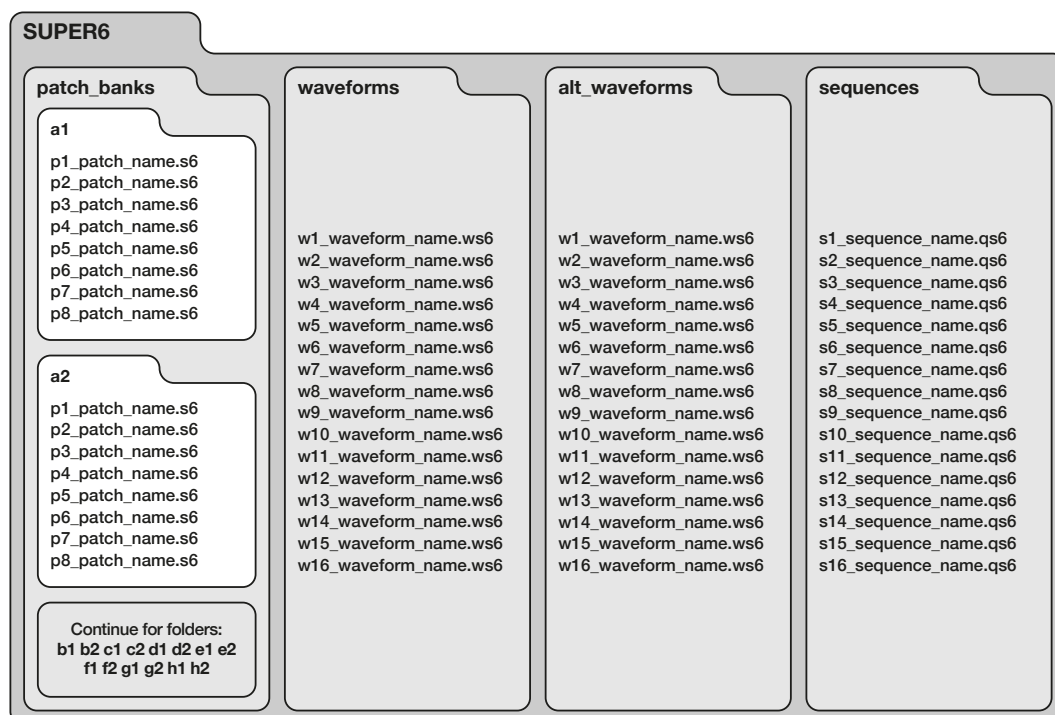 SUPER6
patch_banks
a1
p1_patch_name.s6
p2_patch_name.s6
p3_patch_name.s6
p4_patch_name.s6
p5_patch_name.s6
p6_patch_name.s6
p7_patch_name.s6
p8_patch_name.s6
a2
p1_patch_name.s6
p2_patch_name.s6
p3_patch_name.s6
p4_patch_name.s6
p5_patch_name.s6
p6_patch_name.s6
p7_patch_name.s6
p8_patch_name.s6
Continue for folders:
b1 b2 c1 c2 d1 d2 e1 e2
f1 f2 g1 g2 h1 h2
waveforms
w1_waveform_name.ws6
w2_waveform_name.ws6
w3_waveform_name.ws6
w4_waveform_name.ws6
w5_waveform_name.ws6
w6_waveform_name.ws6
w7_waveform_name.ws6
w8_waveform_name.ws6
w9_waveform_name.ws6
w10_waveform_name.ws6
w11_waveform_name.ws6
w12_waveform_name.ws6
w13_waveform_name.ws6
w14_waveform_name.ws6
w15_waveform_name.ws6
w16_waveform_name.ws6
alt_waveforms
w1_waveform_name.ws6
w2_waveform_name.ws6
w3_waveform_name.ws6
w4_waveform_name.ws6
w5_waveform_name.ws6
w6_waveform_name.ws6
w7_waveform_name.ws6
w8_waveform_name.ws6
w9_waveform_name.ws6
w10_waveform_name.ws6
w11_waveform_name.ws6
w12_waveform_name.ws6
w13_waveform_name.ws6
w14_waveform_name.ws6
w15_waveform_name.ws6
w16_waveform_name.ws6
sequences
s1_sequence_name.qs6
s2_sequence_name.qs6
s3_sequence_name.qs6
s4_sequence_name.qs6
s5_sequence_name.qs6
s6_sequence_name.qs6
s7_sequence_name.qs6
s8_sequence_name.qs6
s9_sequence_name.qs6
s10_sequence_name.qs6
s11_sequence_name.qs6
s12_sequence_name.qs6
s13_sequence_name.qs6
s14_sequence_name.qs6
s15_sequence_name.qs6
s16_sequence_name.qs6